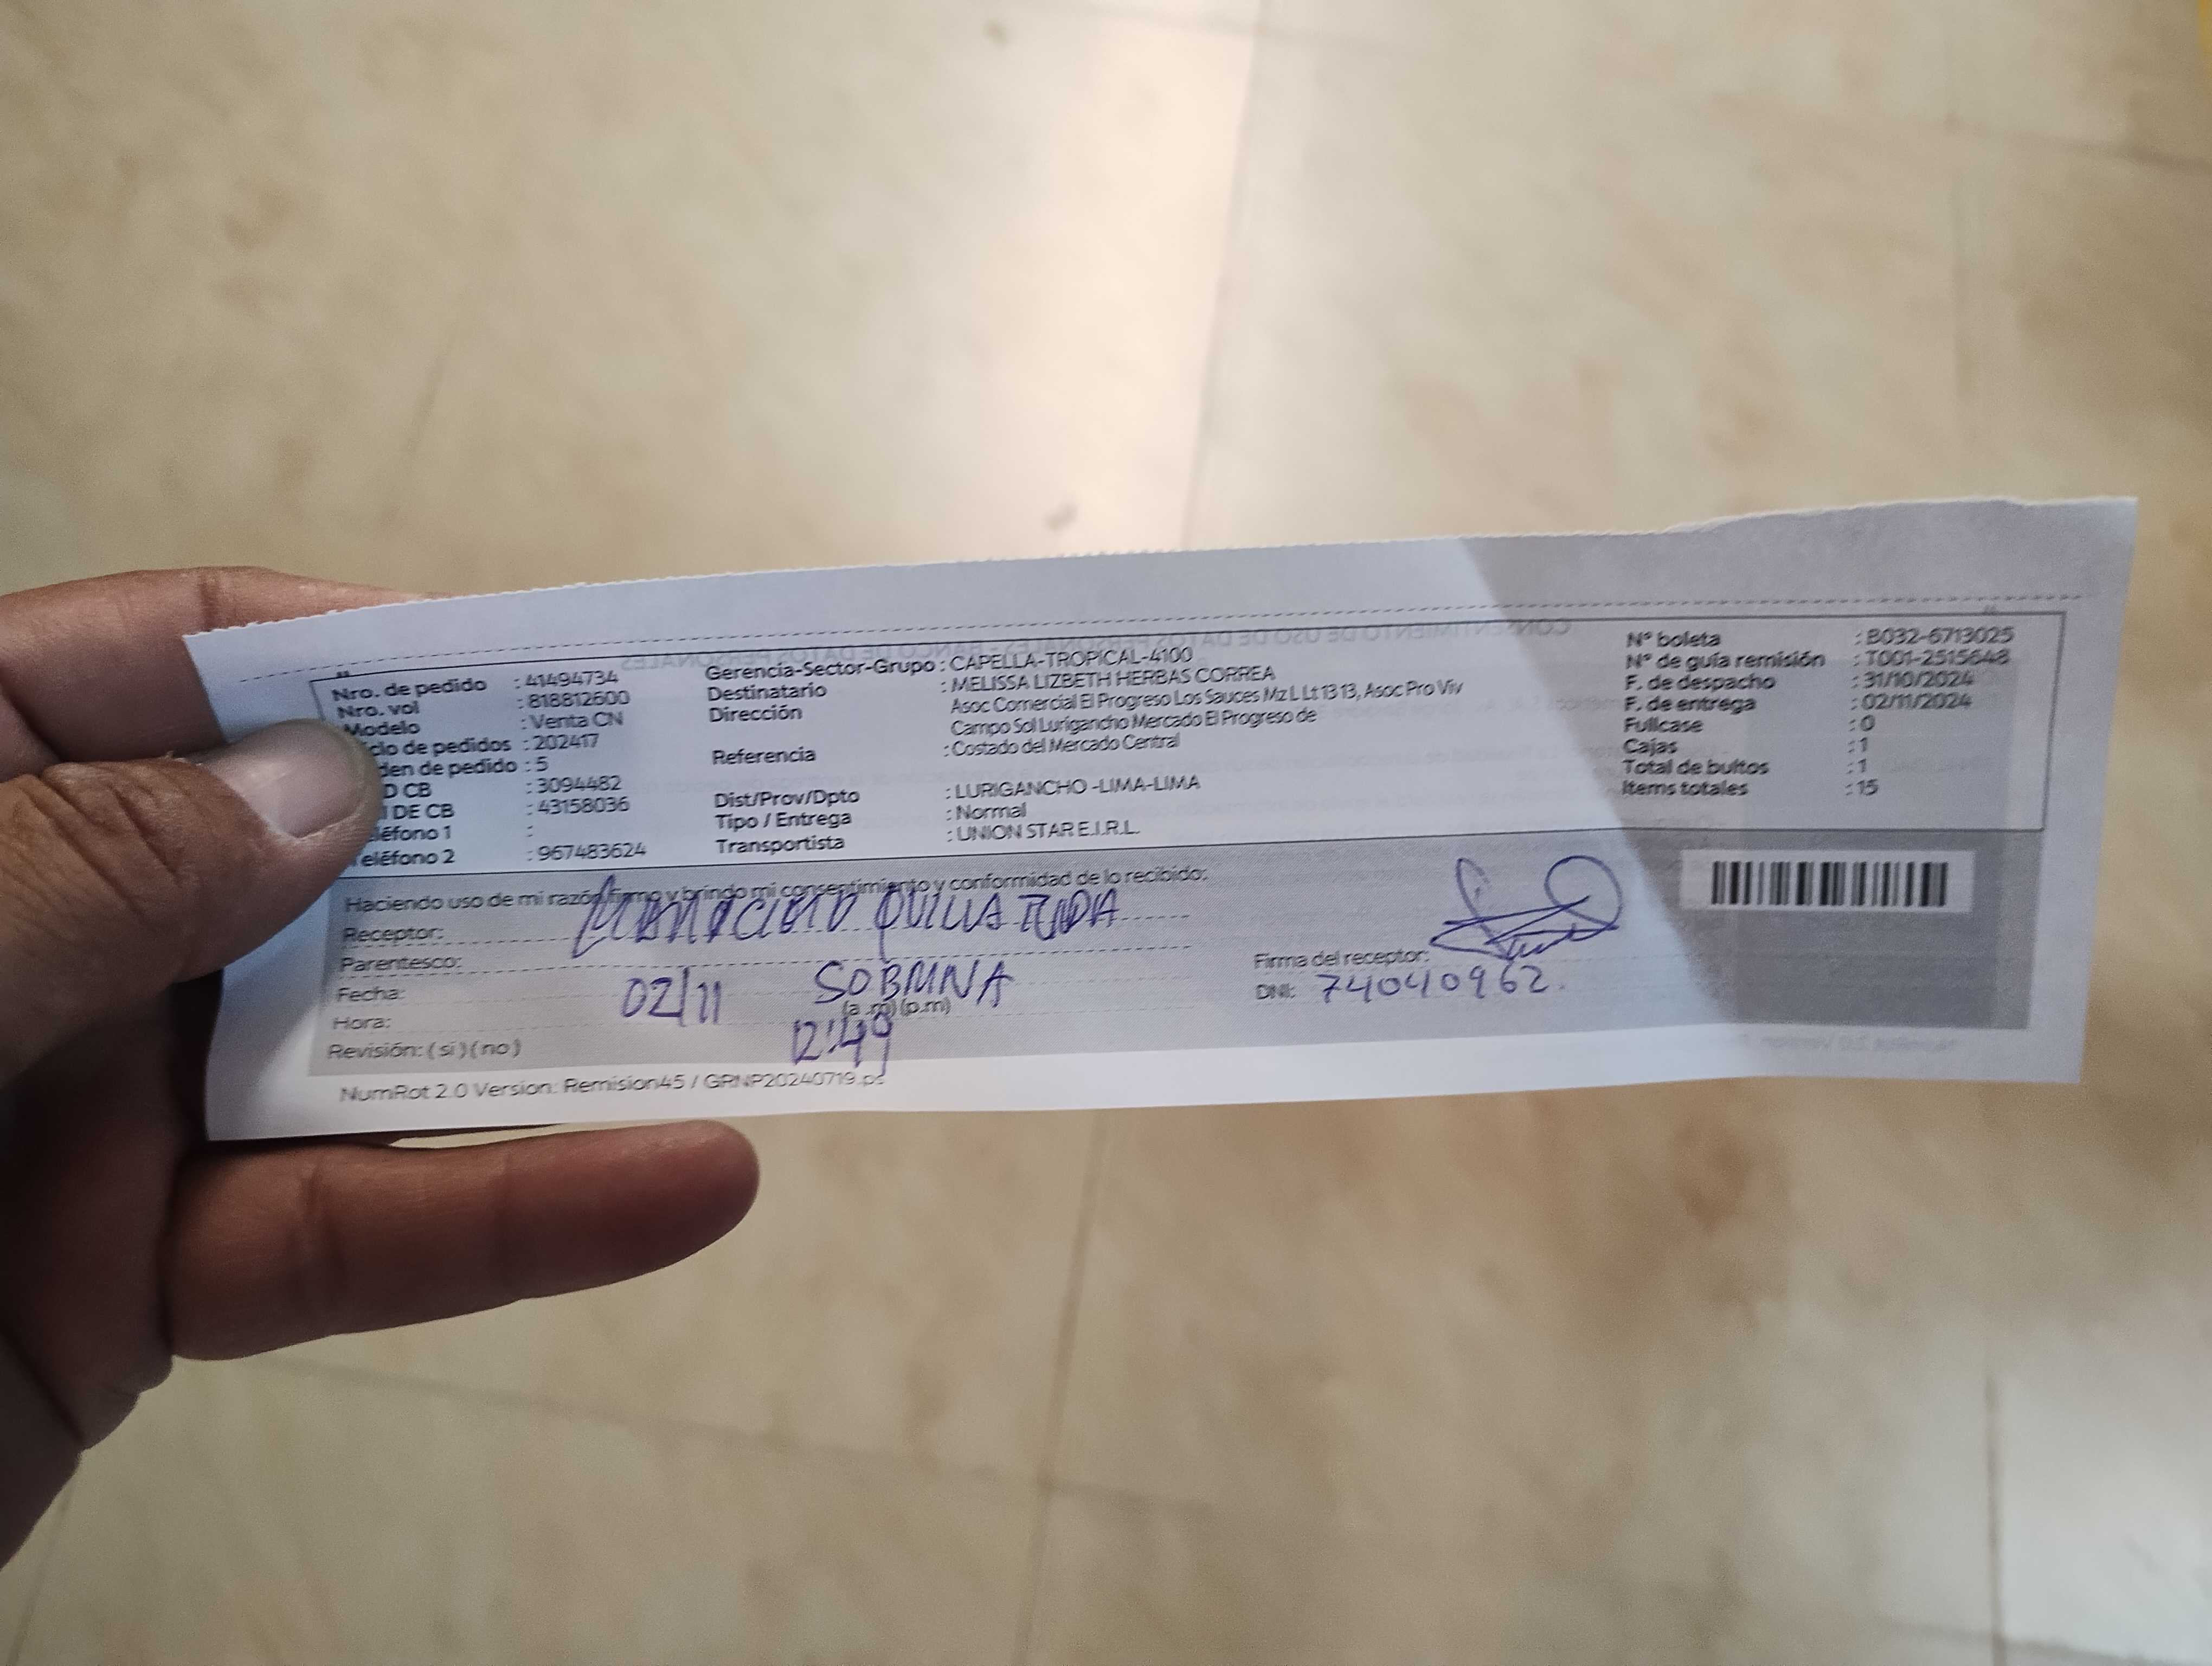 Nro. de pedido : 41494734
Nro. vol : 818812600
Modelo : Venta CN
clo de pedidos : 202417
den de pedido : 5
D CB : 3094482
I DE CB : 43158036
léfono 1 :
eléfono 2 : 967483624
Gerencia-Sector-Grupo : CAPELLA-TROPICAL-4100
Destinatario : MELISSA LIZBETH HERBAS CORREA
Dirección Asoc Comercial El Progreso Los Sauces Mz L Lt 13 13, Asoc Pro Viv
Campo Sol Lurigancho Mercado El Progreso de
Referencia : Costado del Mercado Central
Dist/Prov/Dpto : LURIGANCHO -LIMA-LIMA
Tipo / Entrega : Normal
Transportista : UNION STAR E.I.R.L.
N° boleta : B032-6713025
N° de guía remisión : T001-2515648
F. de despacho : 31/10/2024
F. de entrega : 02/11/2024
Fullcase : 0
Cajas : 1
Total de bultos : 1
Items totales : 15
Haciendo uso de mi razón firmo y brindo mi consentimiento y conformidad de lo recibido:
Receptor:
Parentesco: SOBRINA
Fecha: 02/11
Hora: 12:49 (a .m) (p.m)
Revisión: ( si ) ( no )
Firma del receptor:
DNI: 74040962.
NumRot 2.0 Version: Remision45 / GRNP20240719.ps